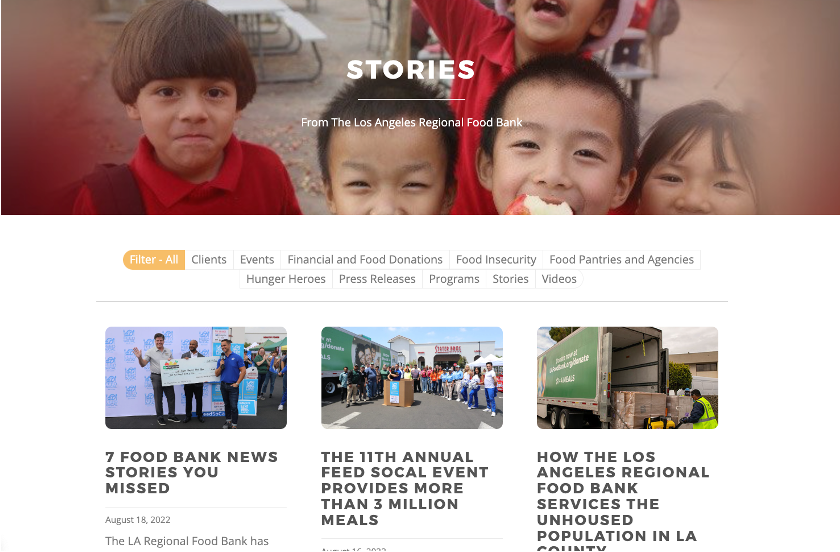 STORIES
From The Los Angeles Regional Food Bank
Filter - All
Clients
Events
Financial and Food Donations
Food Insecurity
Food Pantries and Agencies
Hunger Heroes
Press Releases
Programs
Stories
Videos
7 FOOD BANK NEWS
STORIES YOU
MISSED
August 18, 2022
The LA Regional Food Bank has
THE 11TH ANNUAL
FEED SOCAL EVENT
PROVIDES MORE
THAN 3 MILLION
MEALS
August 16, 2022
HOW THE LOS
ANGELES REGIONAL
FOOD BANK
SERVICES THE
UNHOUSED
POPULATION IN LA
COUNTY